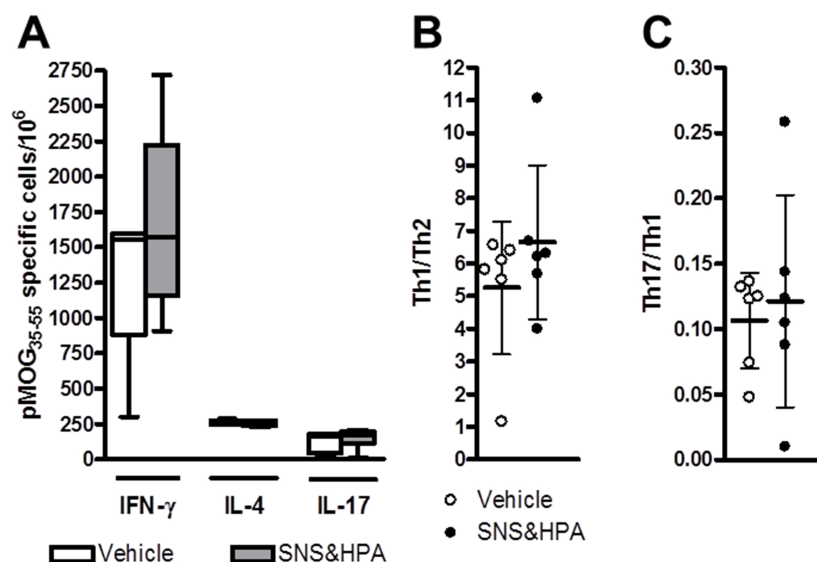 A
B
C
pMOG35-55 specific cells/10^6
2750
2500
2250
2000
1750
1500
1250
1000
750
500
250
0
IFN-γ
IL-4
IL-17
Vehicle
SNS&HPA
Th1/Th2
12
11
10
9
8
7
6
5
4
3
2
1
0
Vehicle
SNS&HPA
Th17/Th1
0.30
0.25
0.20
0.15
0.10
0.05
0.00